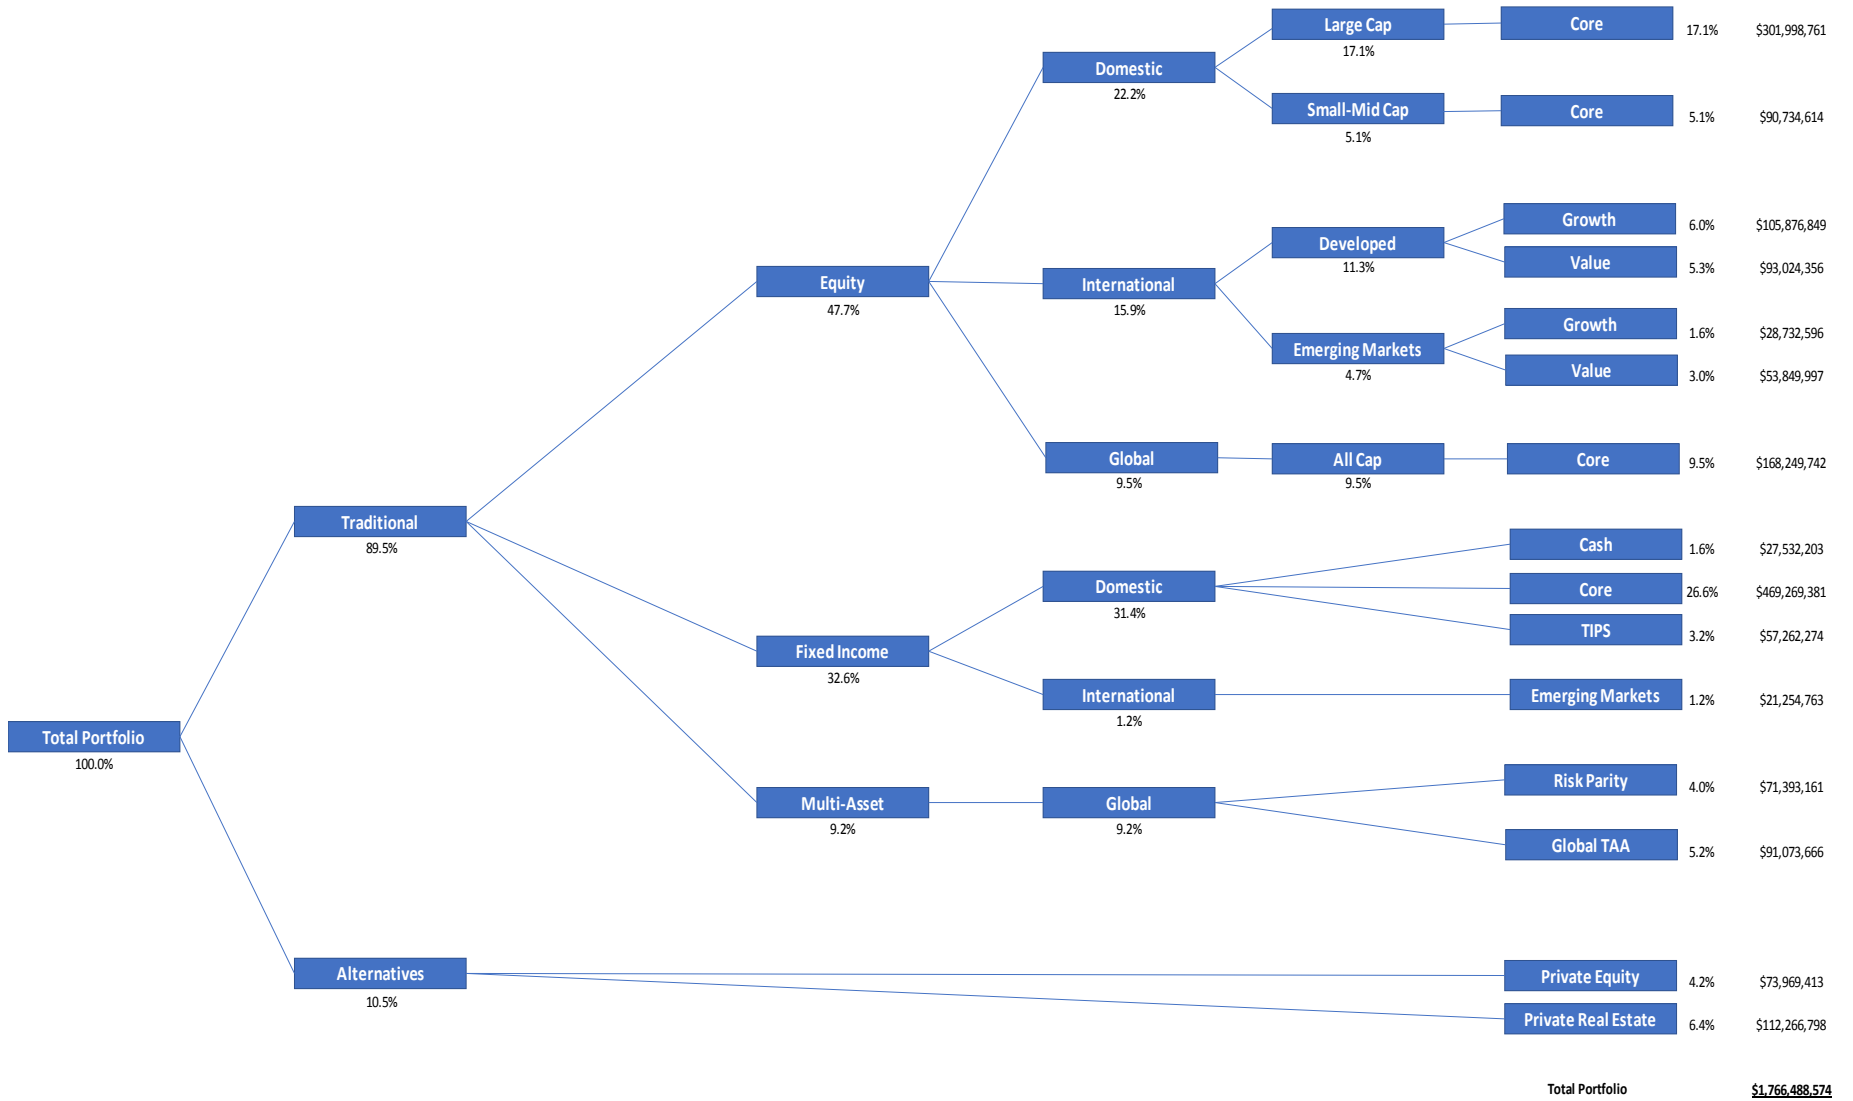 Large Cap
Core
17.1%
$301,998,761
17.1%
Domestic
22.2%
Small-Mid Cap
Core
5.1%
$90,734,614
5.1%
Growth
6.0%
$105,876,849
Developed
11.3%
Value
5.3%
$93,024,356
Equity
47.7%
International
15.9%
Growth
1.6%
$28,732,596
Emerging Markets
4.7%
Value
3.0%
$53,849,997
Global
9.5%
All Cap
9.5%
Core
9.5%
$168,249,742
Traditional
89.5%
Cash
1.6%
$27,532,203
Domestic
31.4%
Core
26.6%
$469,269,381
TIPS
3.2%
$57,262,274
Fixed Income
32.6%
International
1.2%
Emerging Markets
1.2%
$21,254,763
Total Portfolio
100.0%
Risk Parity
4.0%
$71,393,161
Multi-Asset
9.2%
Global
9.2%
Global TAA
5.2%
$91,073,666
Alternatives
10.5%
Private Equity
4.2%
$73,969,413
Private Real Estate
6.4%
$112,266,798
Total Portfolio
$1,766,488,574